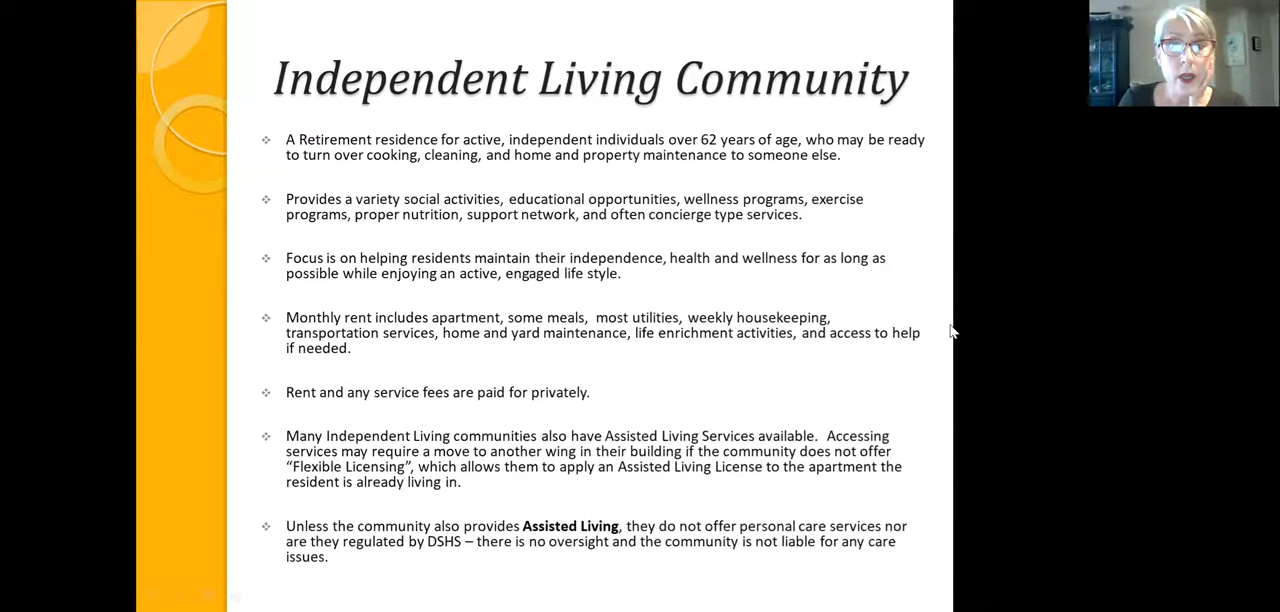 Independent Living Community
A Retirement residence for active, independent individuals over 62 years of age, who may be ready
to turn over cooking, cleaning, and home and property maintenance to someone else.
Provides a variety social activities, educational opportunities, wellness programs, exercise
programs, proper nutrition, support network, and often concierge type services.
Focus is on helping residents maintain their independence, health and wellness for as long as
possible while enjoying an active, engaged life style.
Monthly rent includes apartment, some meals, most utilities, weekly housekeeping,
transportation services, home and yard maintenance, life enrichment activities, and access to help
if needed.
Rent and any service fees are paid for privately.
Many Independent Living communities also have Assisted Living Services available. Accessing
services may require a move to another wing in their building if the community does not offer
“Flexible Licensing”, which allows them to apply an Assisted Living License to the apartment the
resident is already living in.
Unless the community also provides Assisted Living, they do not offer personal care services nor
are they regulated by DSHS – there is no oversight and the community is not liable for any care
issues.